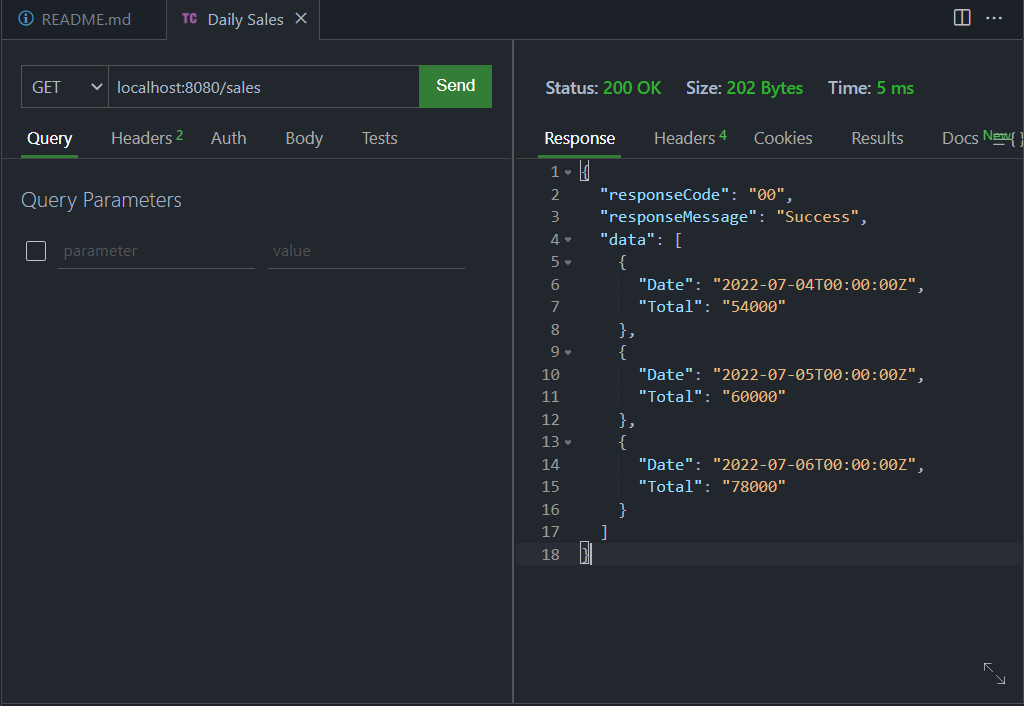 README.md
TC Daily Sales
GET localhost:8080/sales Send
Query Headers 2 Auth Body Tests
Query Parameters
parameter value
Status: 200 OK Size: 202 Bytes Time: 5 ms
Response Headers 4 Cookies Results Docs New {}
1 {
2 "responseCode": "00",
3 "responseMessage": "Success",
4 "data": [
5 {
6 "Date": "2022-07-04T00:00:00Z",
7 "Total": "54000"
8 },
9 {
10 "Date": "2022-07-05T00:00:00Z",
11 "Total": "60000"
12 },
13 {
14 "Date": "2022-07-06T00:00:00Z",
15 "Total": "78000"
16 }
17 ]
18 }